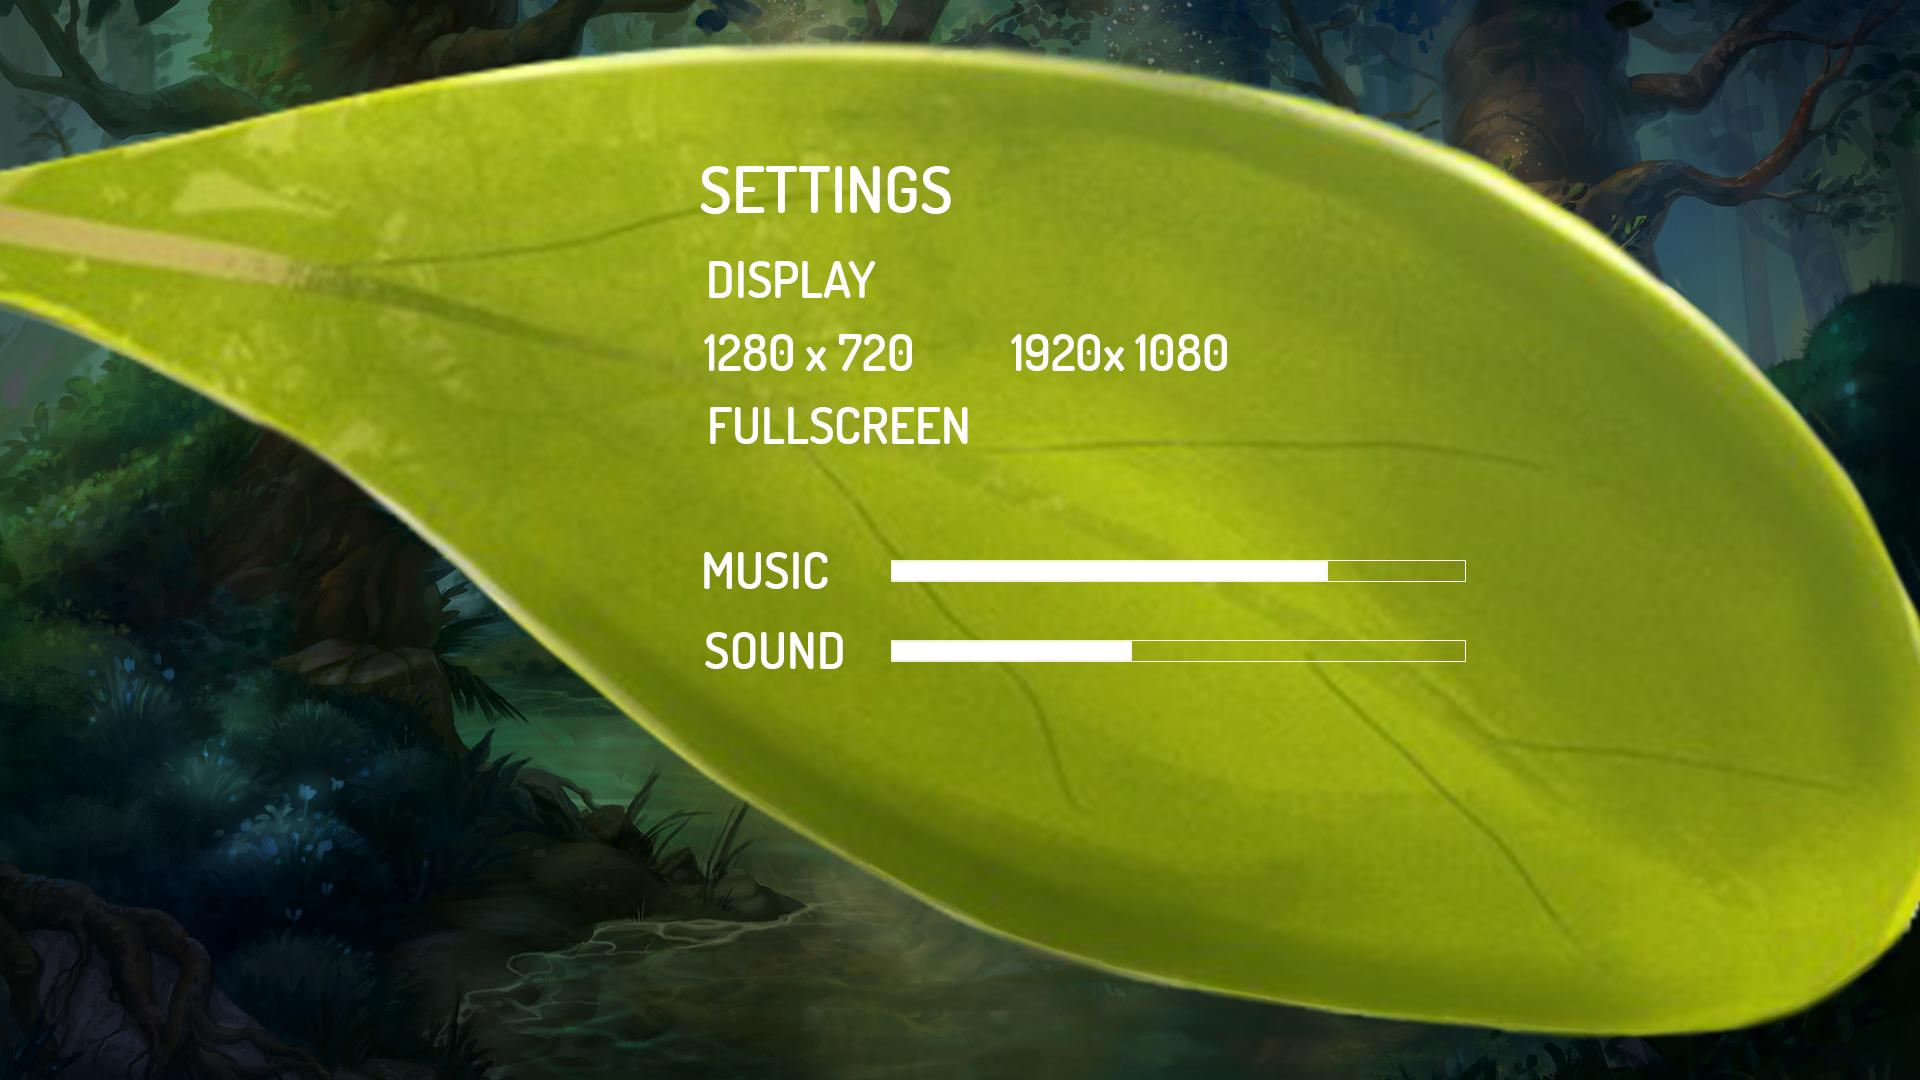 SETTINGS
DISPLAY
1280 x 720 1920x 1080
FULLSCREEN
MUSIC
SOUND